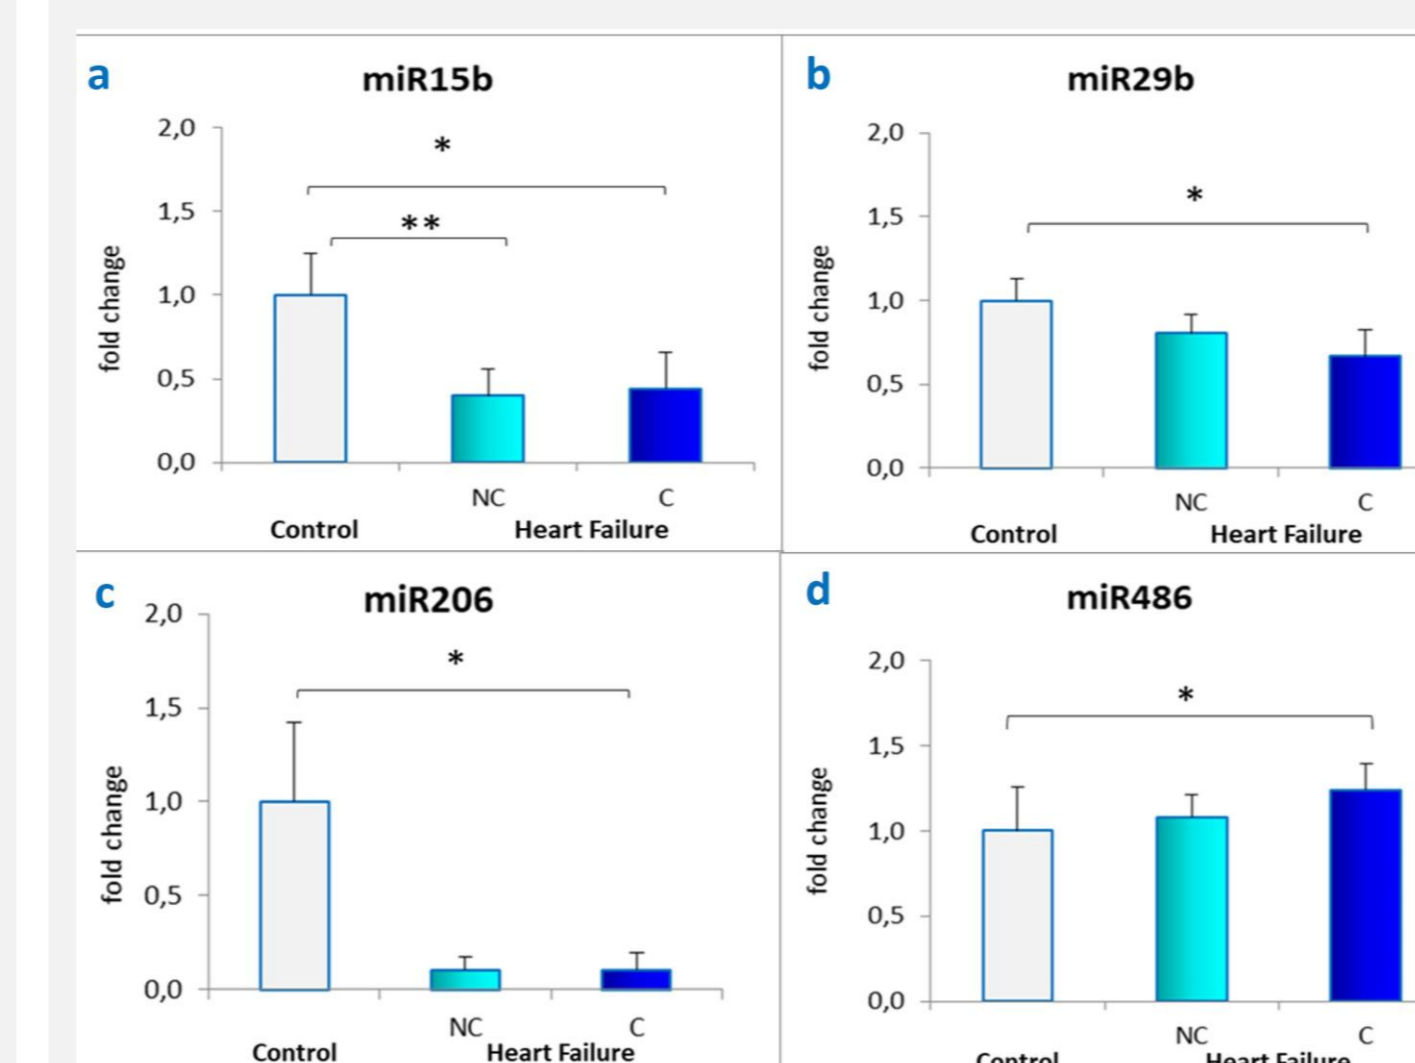 a
miR15b
2,0
*
1,5
**
1,0
0,5
0,0
fold change
NC
C
Control
Heart Failure
b
miR29b
2,0
*
1,5
1,0
0,5
0,0
fold change
NC
C
Control
Heart Failure
c
miR206
2,0
*
1,5
1,0
0,5
0,0
fold change
NC
C
Control
Heart Failure
d
miR486
2,0
*
1,5
1,0
0,5
0,0
fold change
NC
C
Control
Heart Failure